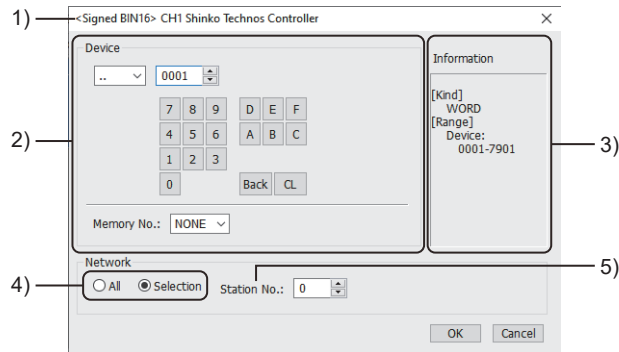 1)
<Signed BIN16> CH1 Shinko Technos Controller
Device
.. 0001
7 8 9 D E F
4 5 6 A B C
1 2 3
0 Back CL
Memory No.: NONE
2)
Information
[Kind]
WORD
[Range]
Device:
0001-7901
3)
Network
4)
All Selection Station No.: 0
5)
OK Cancel